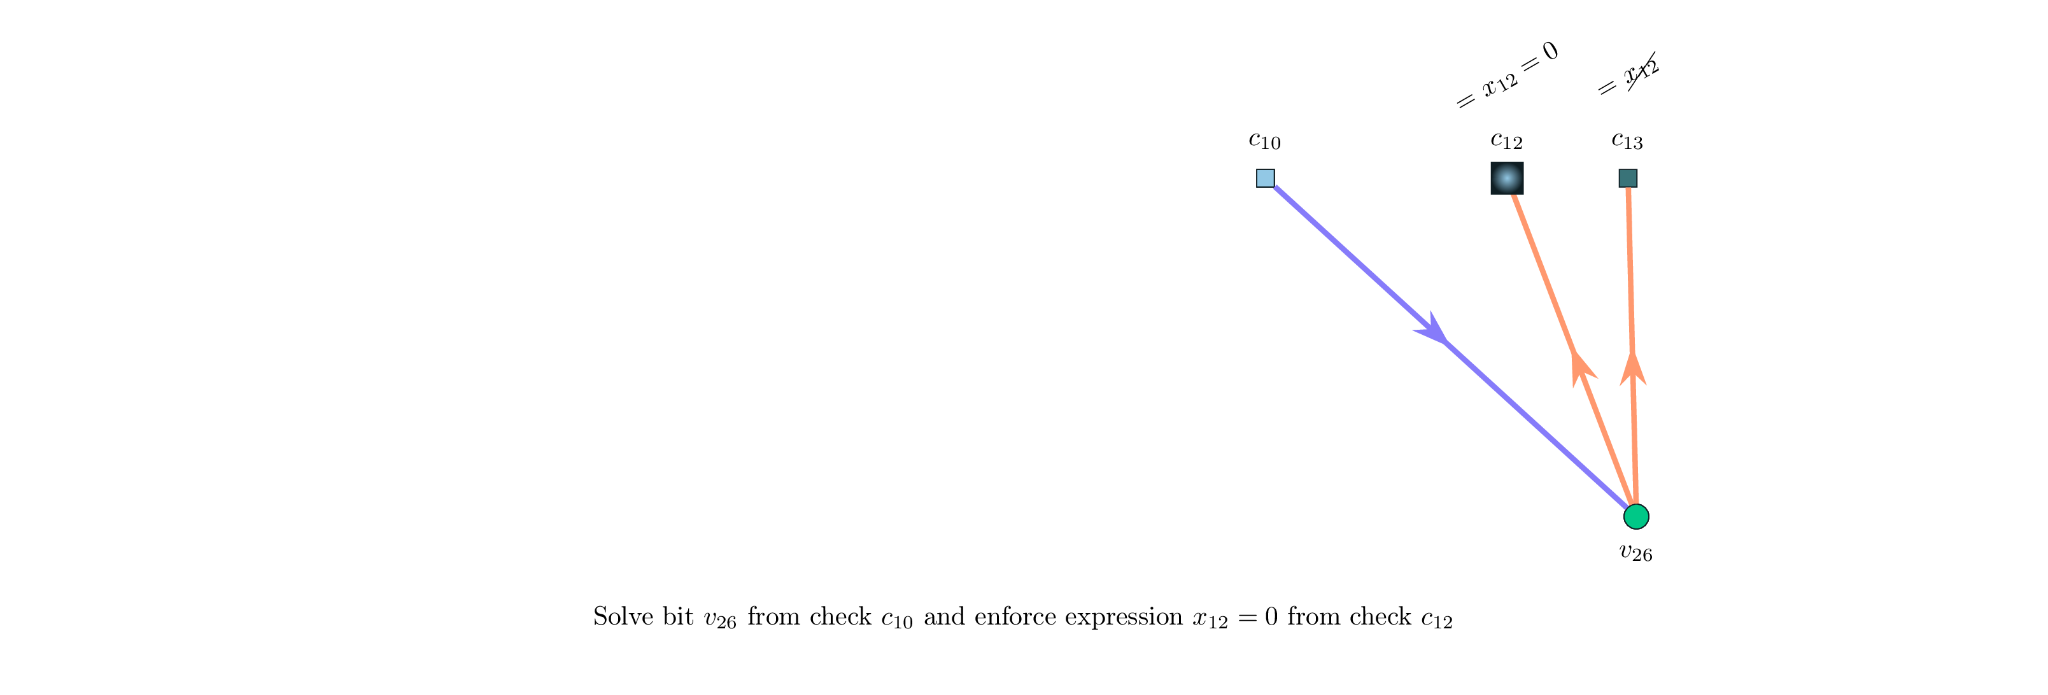 = x₁₂ = 0
= x₁₂
c₁₀
c₁₂
c₁₃
v₂₆
Solve bit v₂₆ from check c₁₀ and enforce expression x₁₂ = 0 from check c₁₂